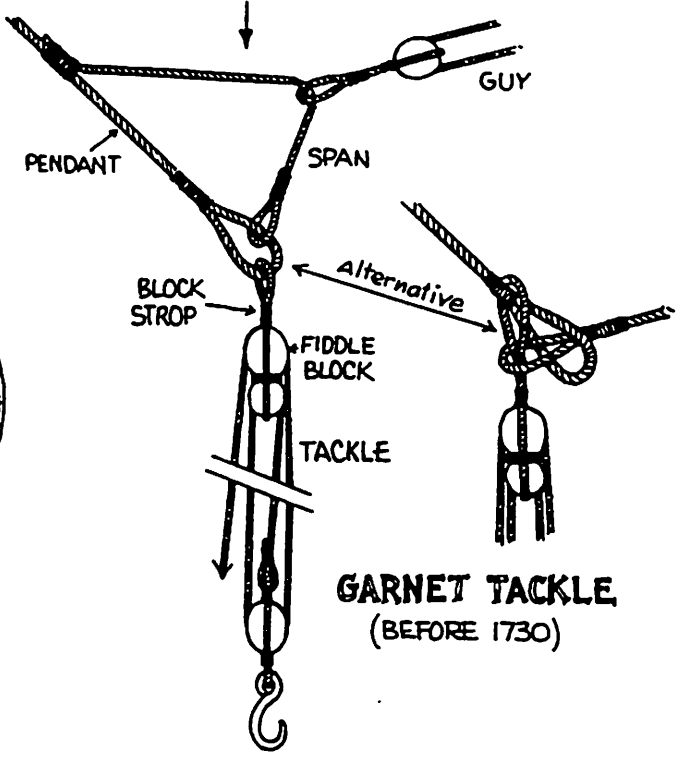 GUY
PENDANT
SPAN
Alternative
BLOCK
STROP
FIDDLE
BLOCK
TACKLE
GARNET TACKLE
(BEFORE 1730)